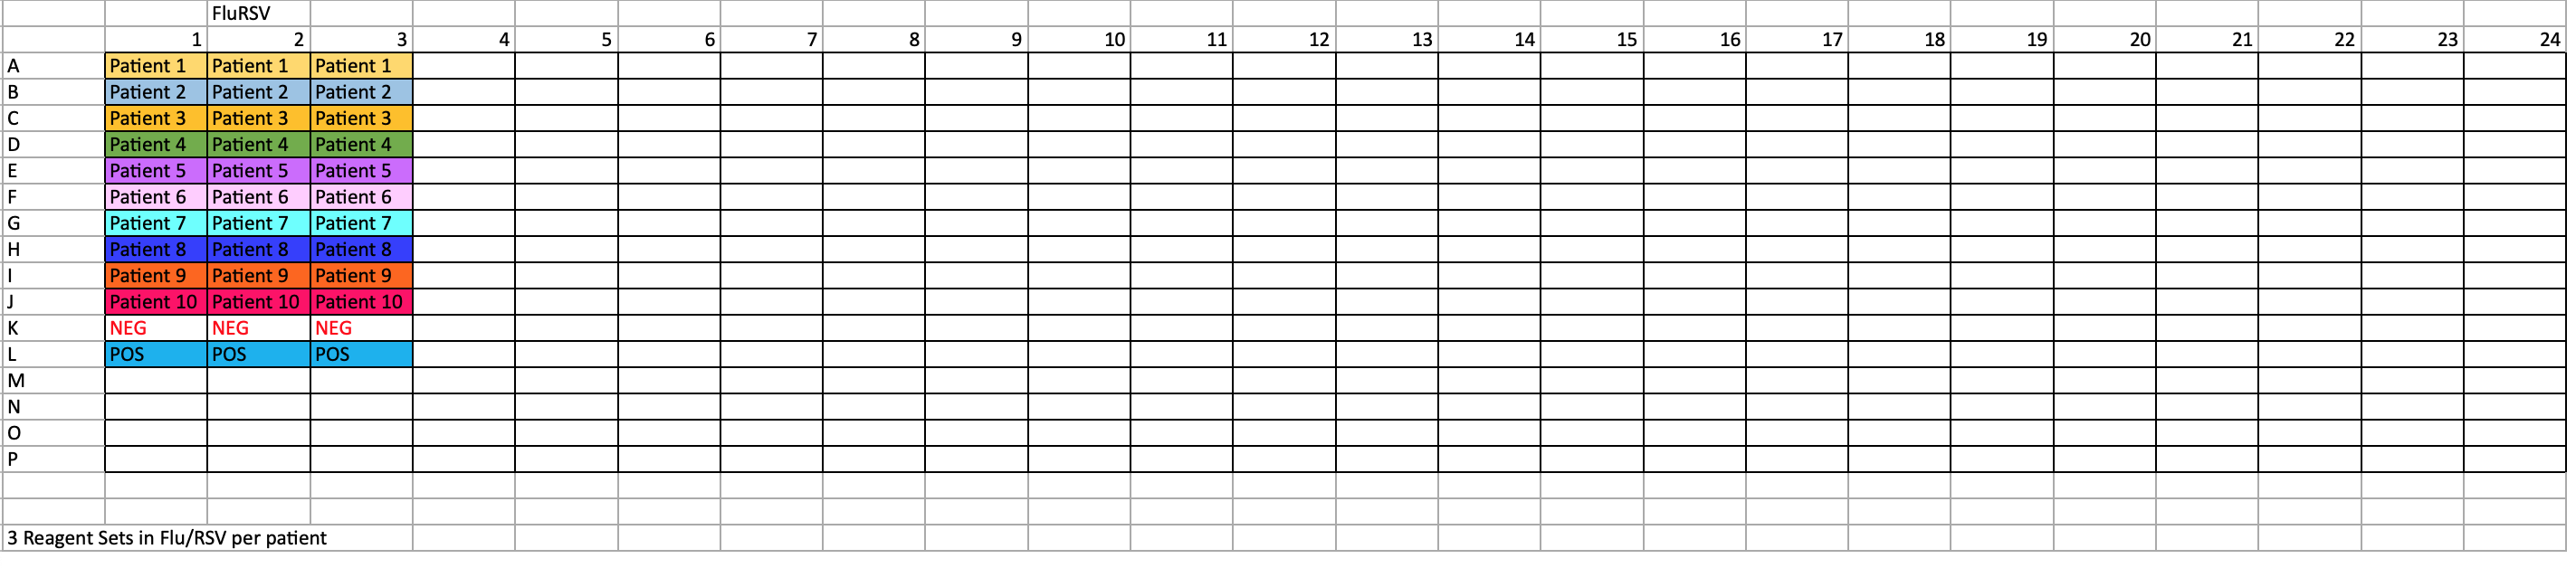 FluRSV
1 2 3 4 5 6 7 8 9 10 11 12 13 14 15 16 17 18 19 20 21 22 23 24
A Patient 1 Patient 1 Patient 1
B Patient 2 Patient 2 Patient 2
C Patient 3 Patient 3 Patient 3
D Patient 4 Patient 4 Patient 4
E Patient 5 Patient 5 Patient 5
F Patient 6 Patient 6 Patient 6
G Patient 7 Patient 7 Patient 7
H Patient 8 Patient 8 Patient 8
I Patient 9 Patient 9 Patient 9
J Patient 10 Patient 10 Patient 10
K NEG NEG NEG
L POS POS POS
M
N
O
P
3 Reagent Sets in Flu/RSV per patient